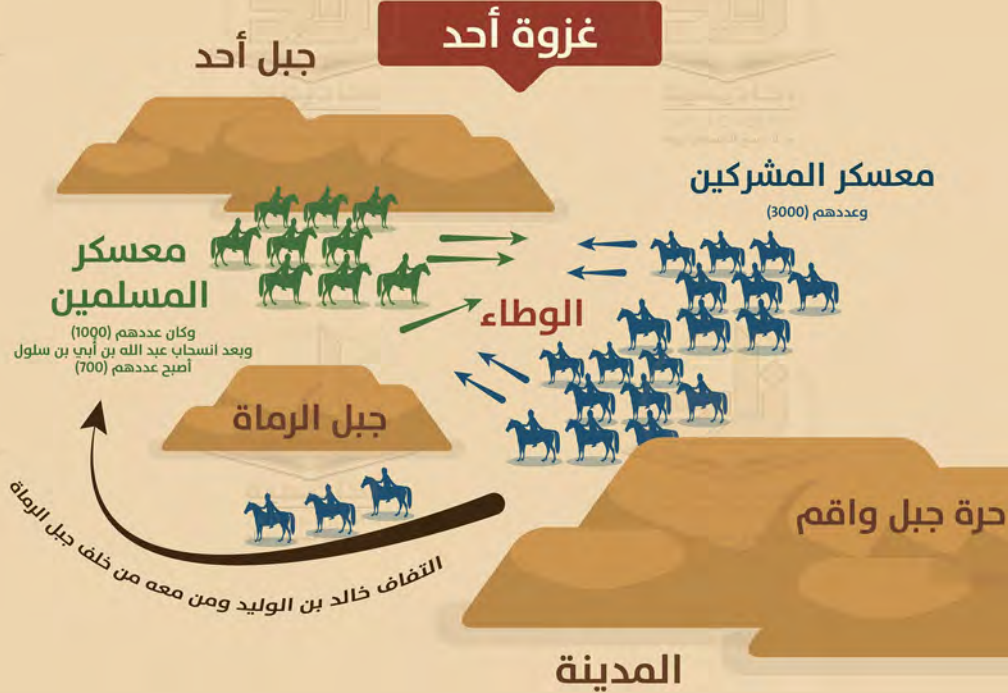 غزوة أحد
جبل أحد
معسكر المشركين
وعددهم (3000)
معسكر
المسلمين
وكان عددهم (1000)
وبعد انسحاب عبد الله بن أبي بن سلول
أصبح عددهم (700)
الوطاء
جبل الرماة
حرة جبل واقم
التفاف خالد بن الوليد ومن معه من خلف جبل الرماة
المدينة